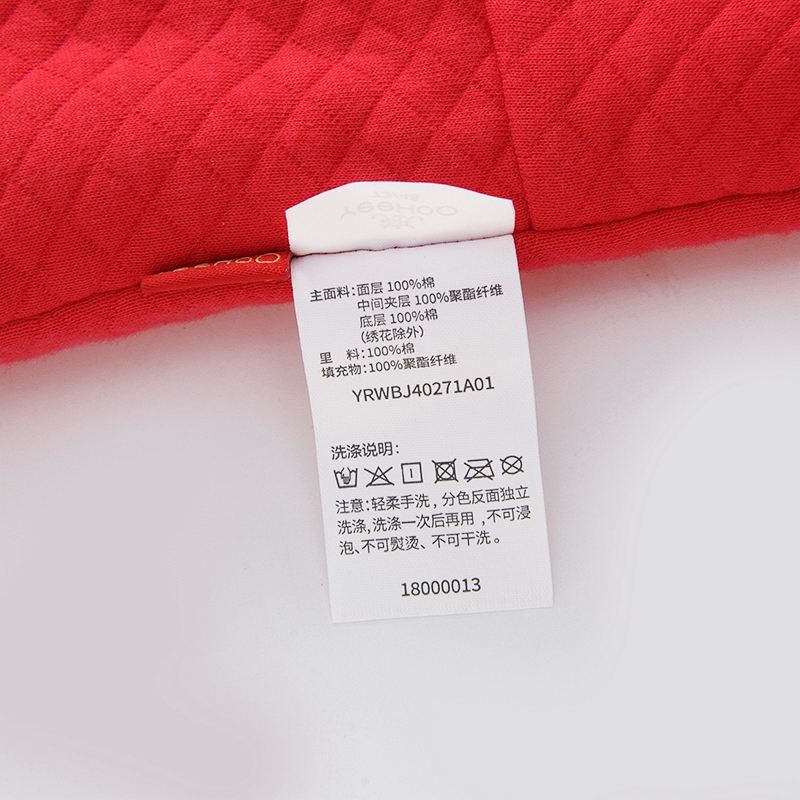 YeeHoo
主面料：面层 100%棉
中间夹层 100%聚酯纤维
底层 100%棉
(绣花除外)
里 料：100%棉
填充物：100%聚酯纤维
YRWBJ40271A01
洗涤说明：
注意：轻柔手洗，分色反面独立
洗涤，洗涤一次后再用，不可浸
泡、不可熨烫、不可干洗。
18000013